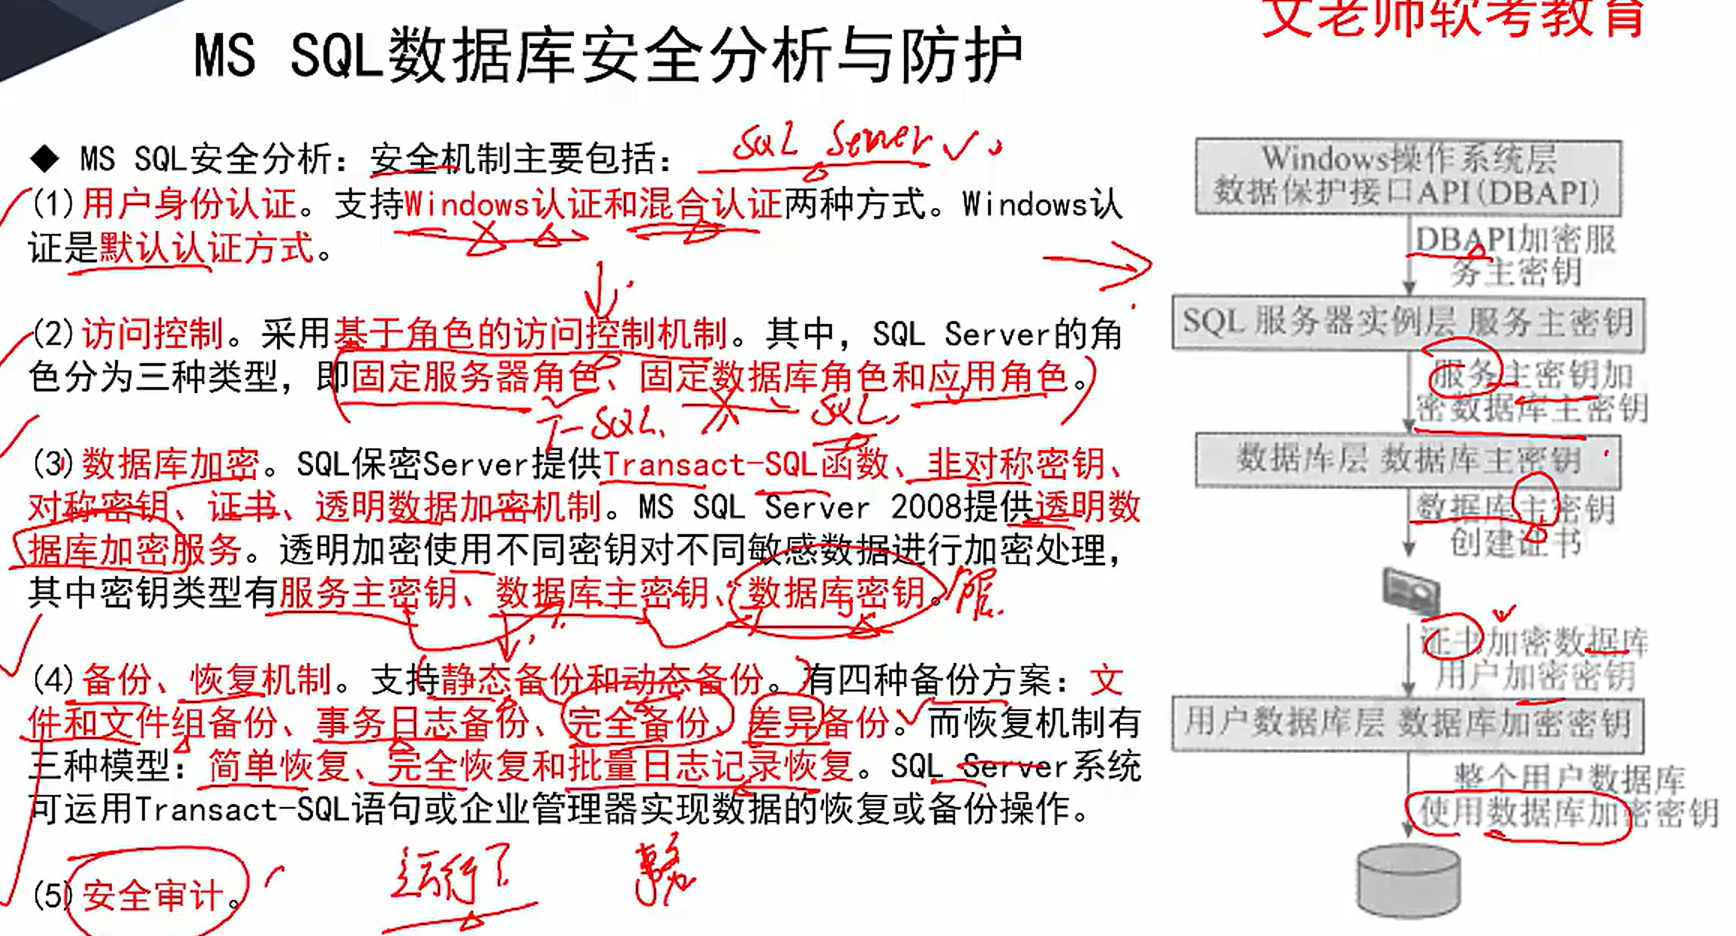 文老师软考教育
MS SQL数据库安全分析与防护
◆ MS SQL安全分析：安全机制主要包括：
SQL Server
(1)用户身份认证。支持Windows认证和混合认证两种方式。Windows认
证是默认认证方式。
(2)访问控制。采用基于角色的访问控制机制。其中，SQL Server的角
色分为三种类型，即固定服务器角色、固定数据库角色和应用角色。
T-SQL
SQL
(3)数据库加密。SQL保密Server提供Transact-SQL函数、非对称密钥、
对称密钥、证书、透明数据加密机制。MS SQL Server 2008提供透明数
据库加密服务。透明加密使用不同密钥对不同敏感数据进行加密处理，
其中密钥类型有服务主密钥、数据库主密钥、数据库密钥。
(4)备份、恢复机制。支持静态备份和动态备份。有四种备份方案：文
件和文件组备份、事务日志备份、完全备份、差异备份。而恢复机制有
三种模型：简单恢复、完全恢复和批量日志记录恢复。SQL Server系统
可运用Transact-SQL语句或企业管理器实现数据的恢复或备份操作。
(5)安全审计。
Windows操作系统层
数据保护接口API(DBAPI)
DBAPI加密服
务主密钥
SQL 服务器实例层 服务主密钥
服务主密钥加
密数据库主密钥
数据库层 数据库主密钥
数据库主密钥
创建证书
证书加密数据库
用户加密密钥
用户数据库层 数据库加密密钥
整个用户数据库
使用数据库加密密钥